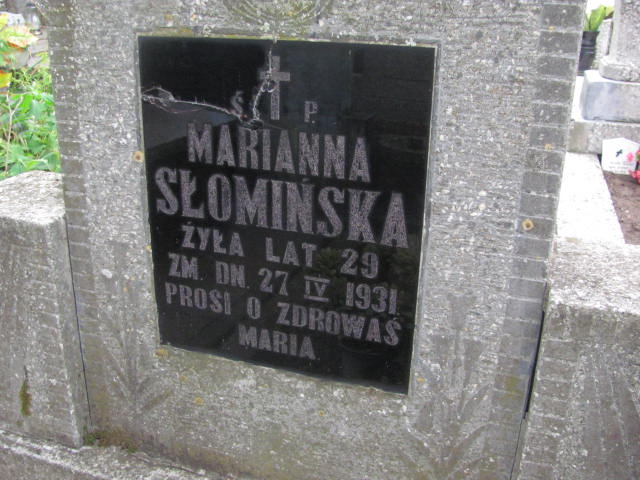 Ś. P.
MARIANNA
SŁOMIŃSKA
ŻYŁA LAT 29
ZM. DN. 27 IV 1931.
PROSI O ZDROWAŚ
MARIA